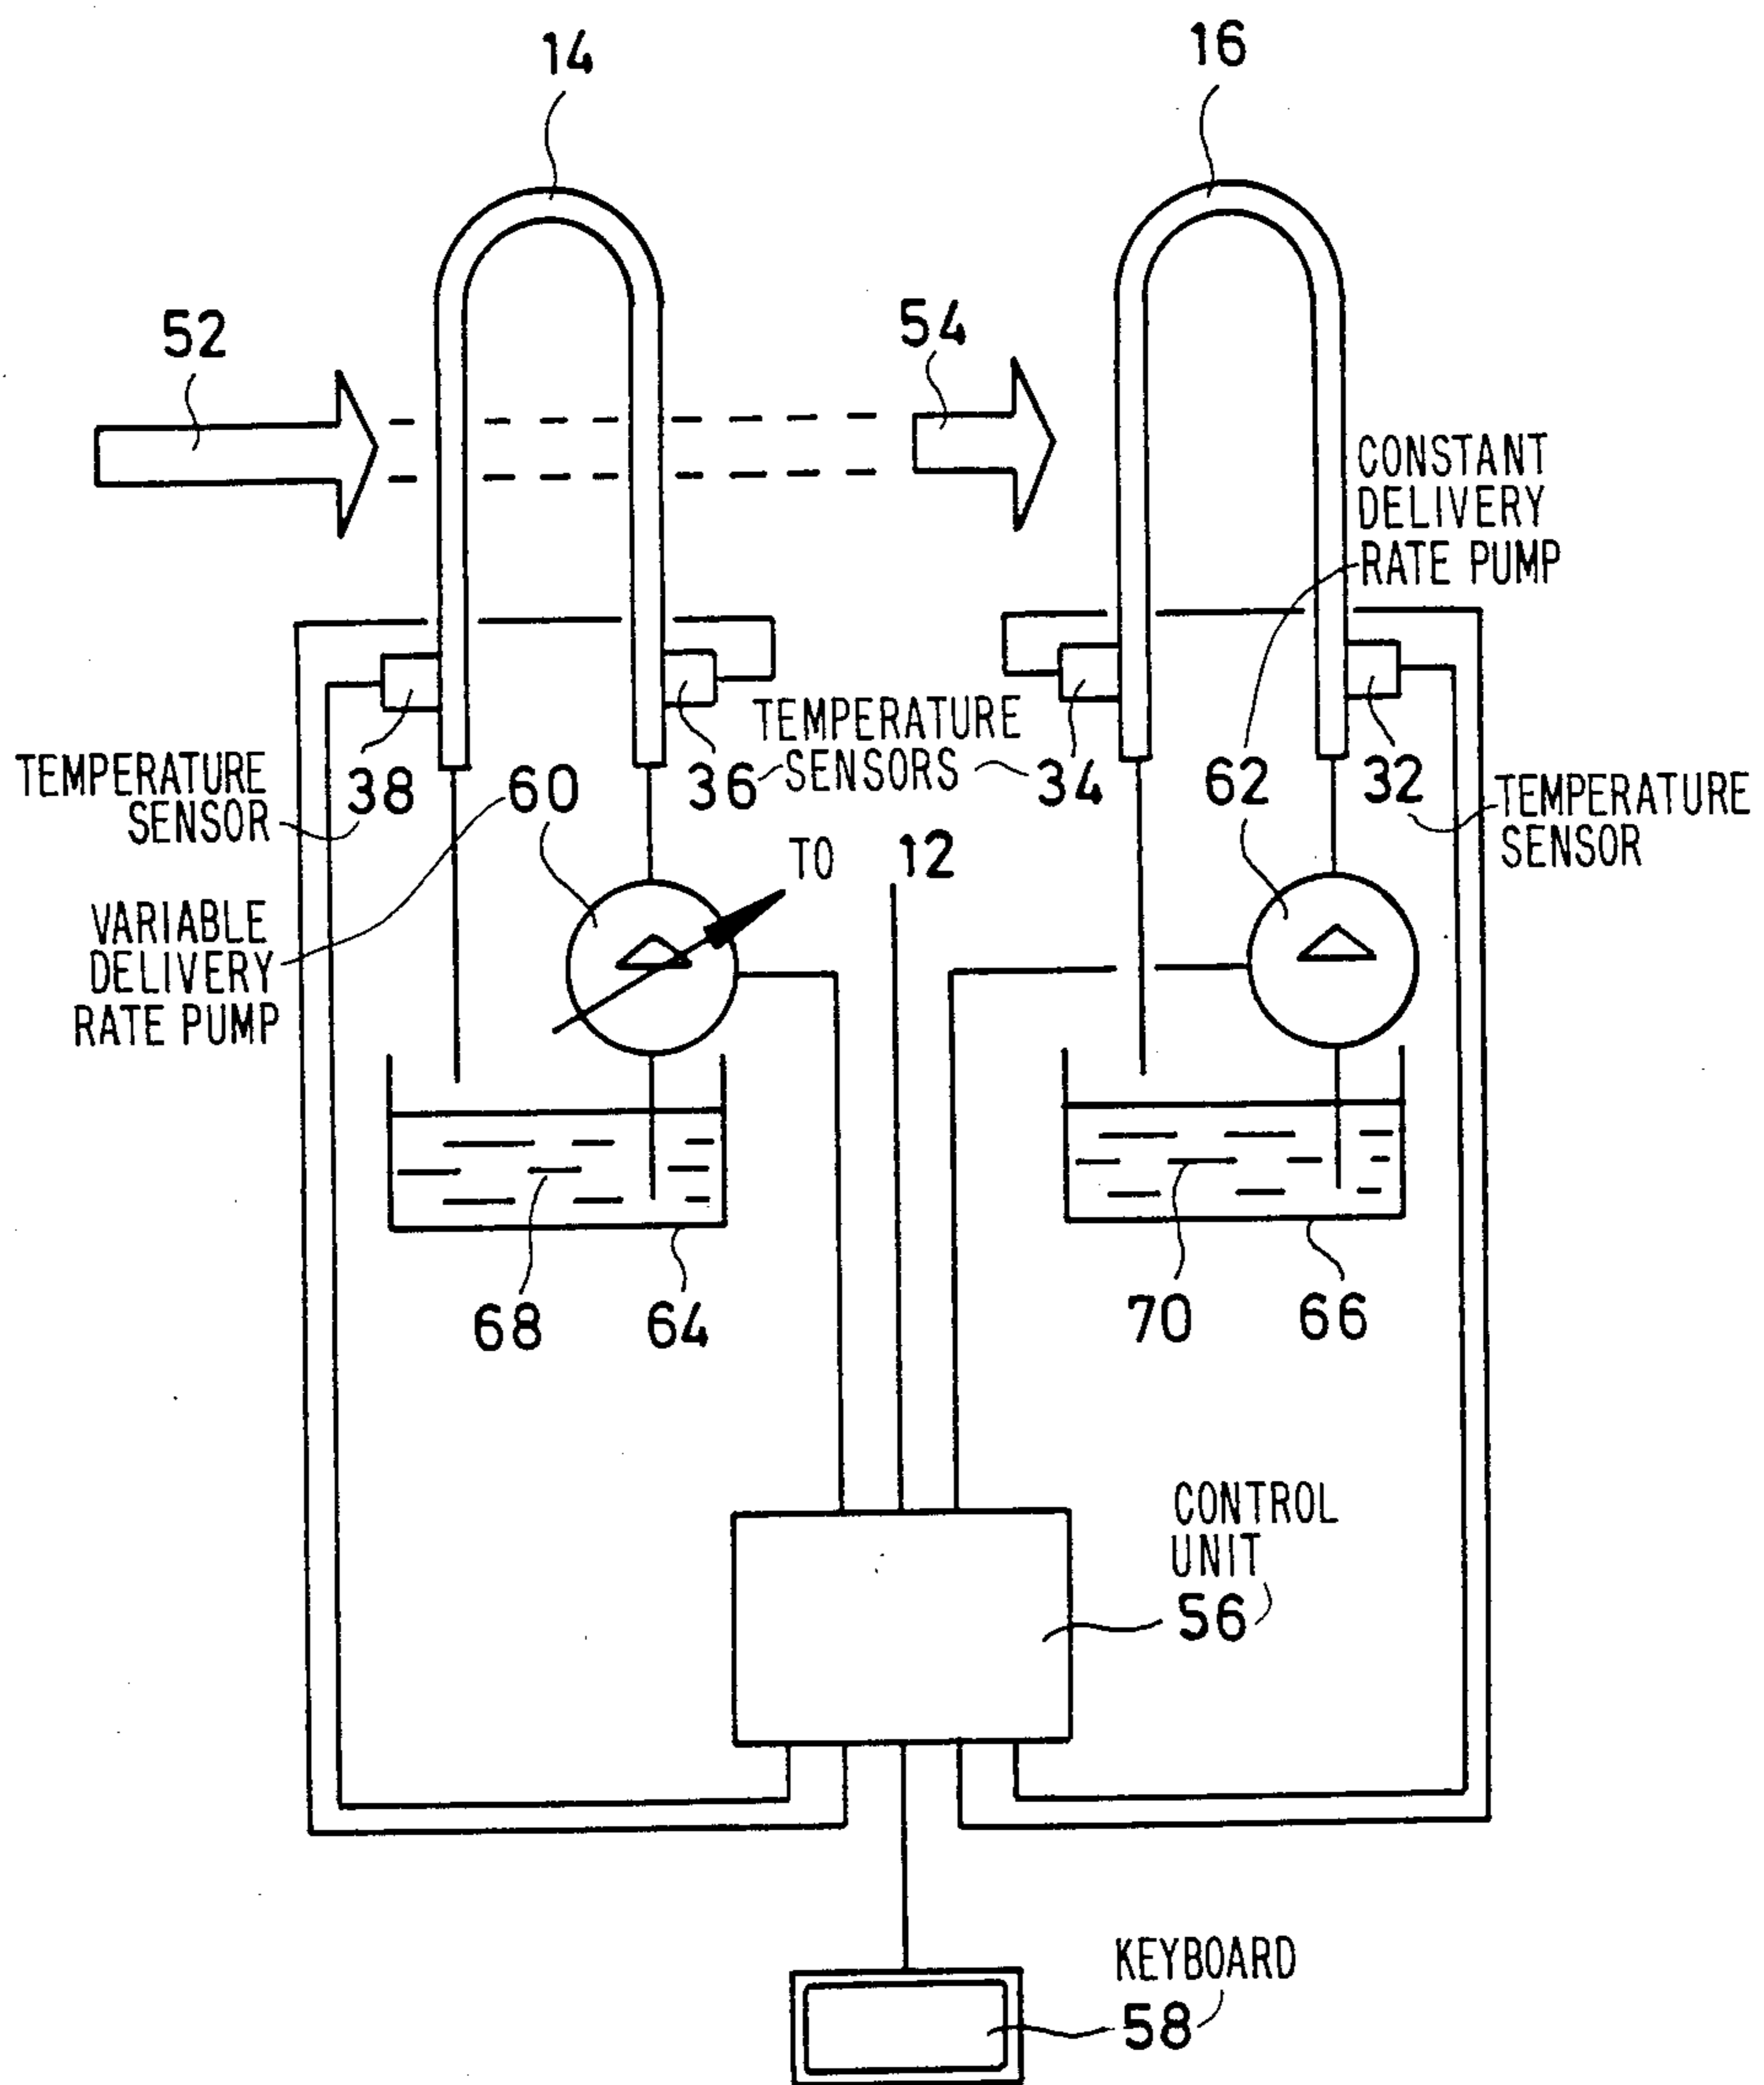 14
16
52
54
CONSTANT
DELIVERY
RATE PUMP
TEMPERATURE
SENSOR
38
60
36
TEMPERATURE
SENSORS
34
62
32
TEMPERATURE
SENSOR
TO 12
VARIABLE
DELIVERY
RATE PUMP
68
64
70
66
CONTROL
UNIT
56
KEYBOARD
58